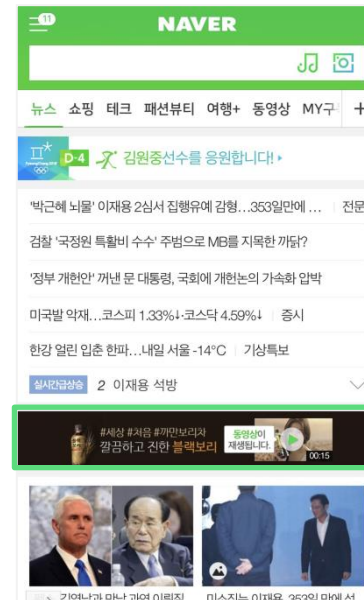 11
NAVER
뉴스 쇼핑 테크 패션뷰티 여행+ 동영상 MY구 +
D-4 김원중선수를 응원합니다!
'박근혜 뇌물' 이재용 2심서 집행유예 감형…353일만에 … 전문
검찰 '국정원 특활비 수수' 주범으로 MB를 지목한 까닭?
'정부 개헌안' 꺼낸 문 대통령, 국회에 개헌논의 가속화 압박
미국발 악재…코스피 1.33%↓·코스닥 4.59%↓ 증시
한강 얼린 입춘 한파…내일 서울 -14°C 기상특보
실시간급상승 2 이재용 석방
#세상 #처음 #까만보리차
깔끔하고 진한 블랙보리
동영상이
재생됩니다.
00:15